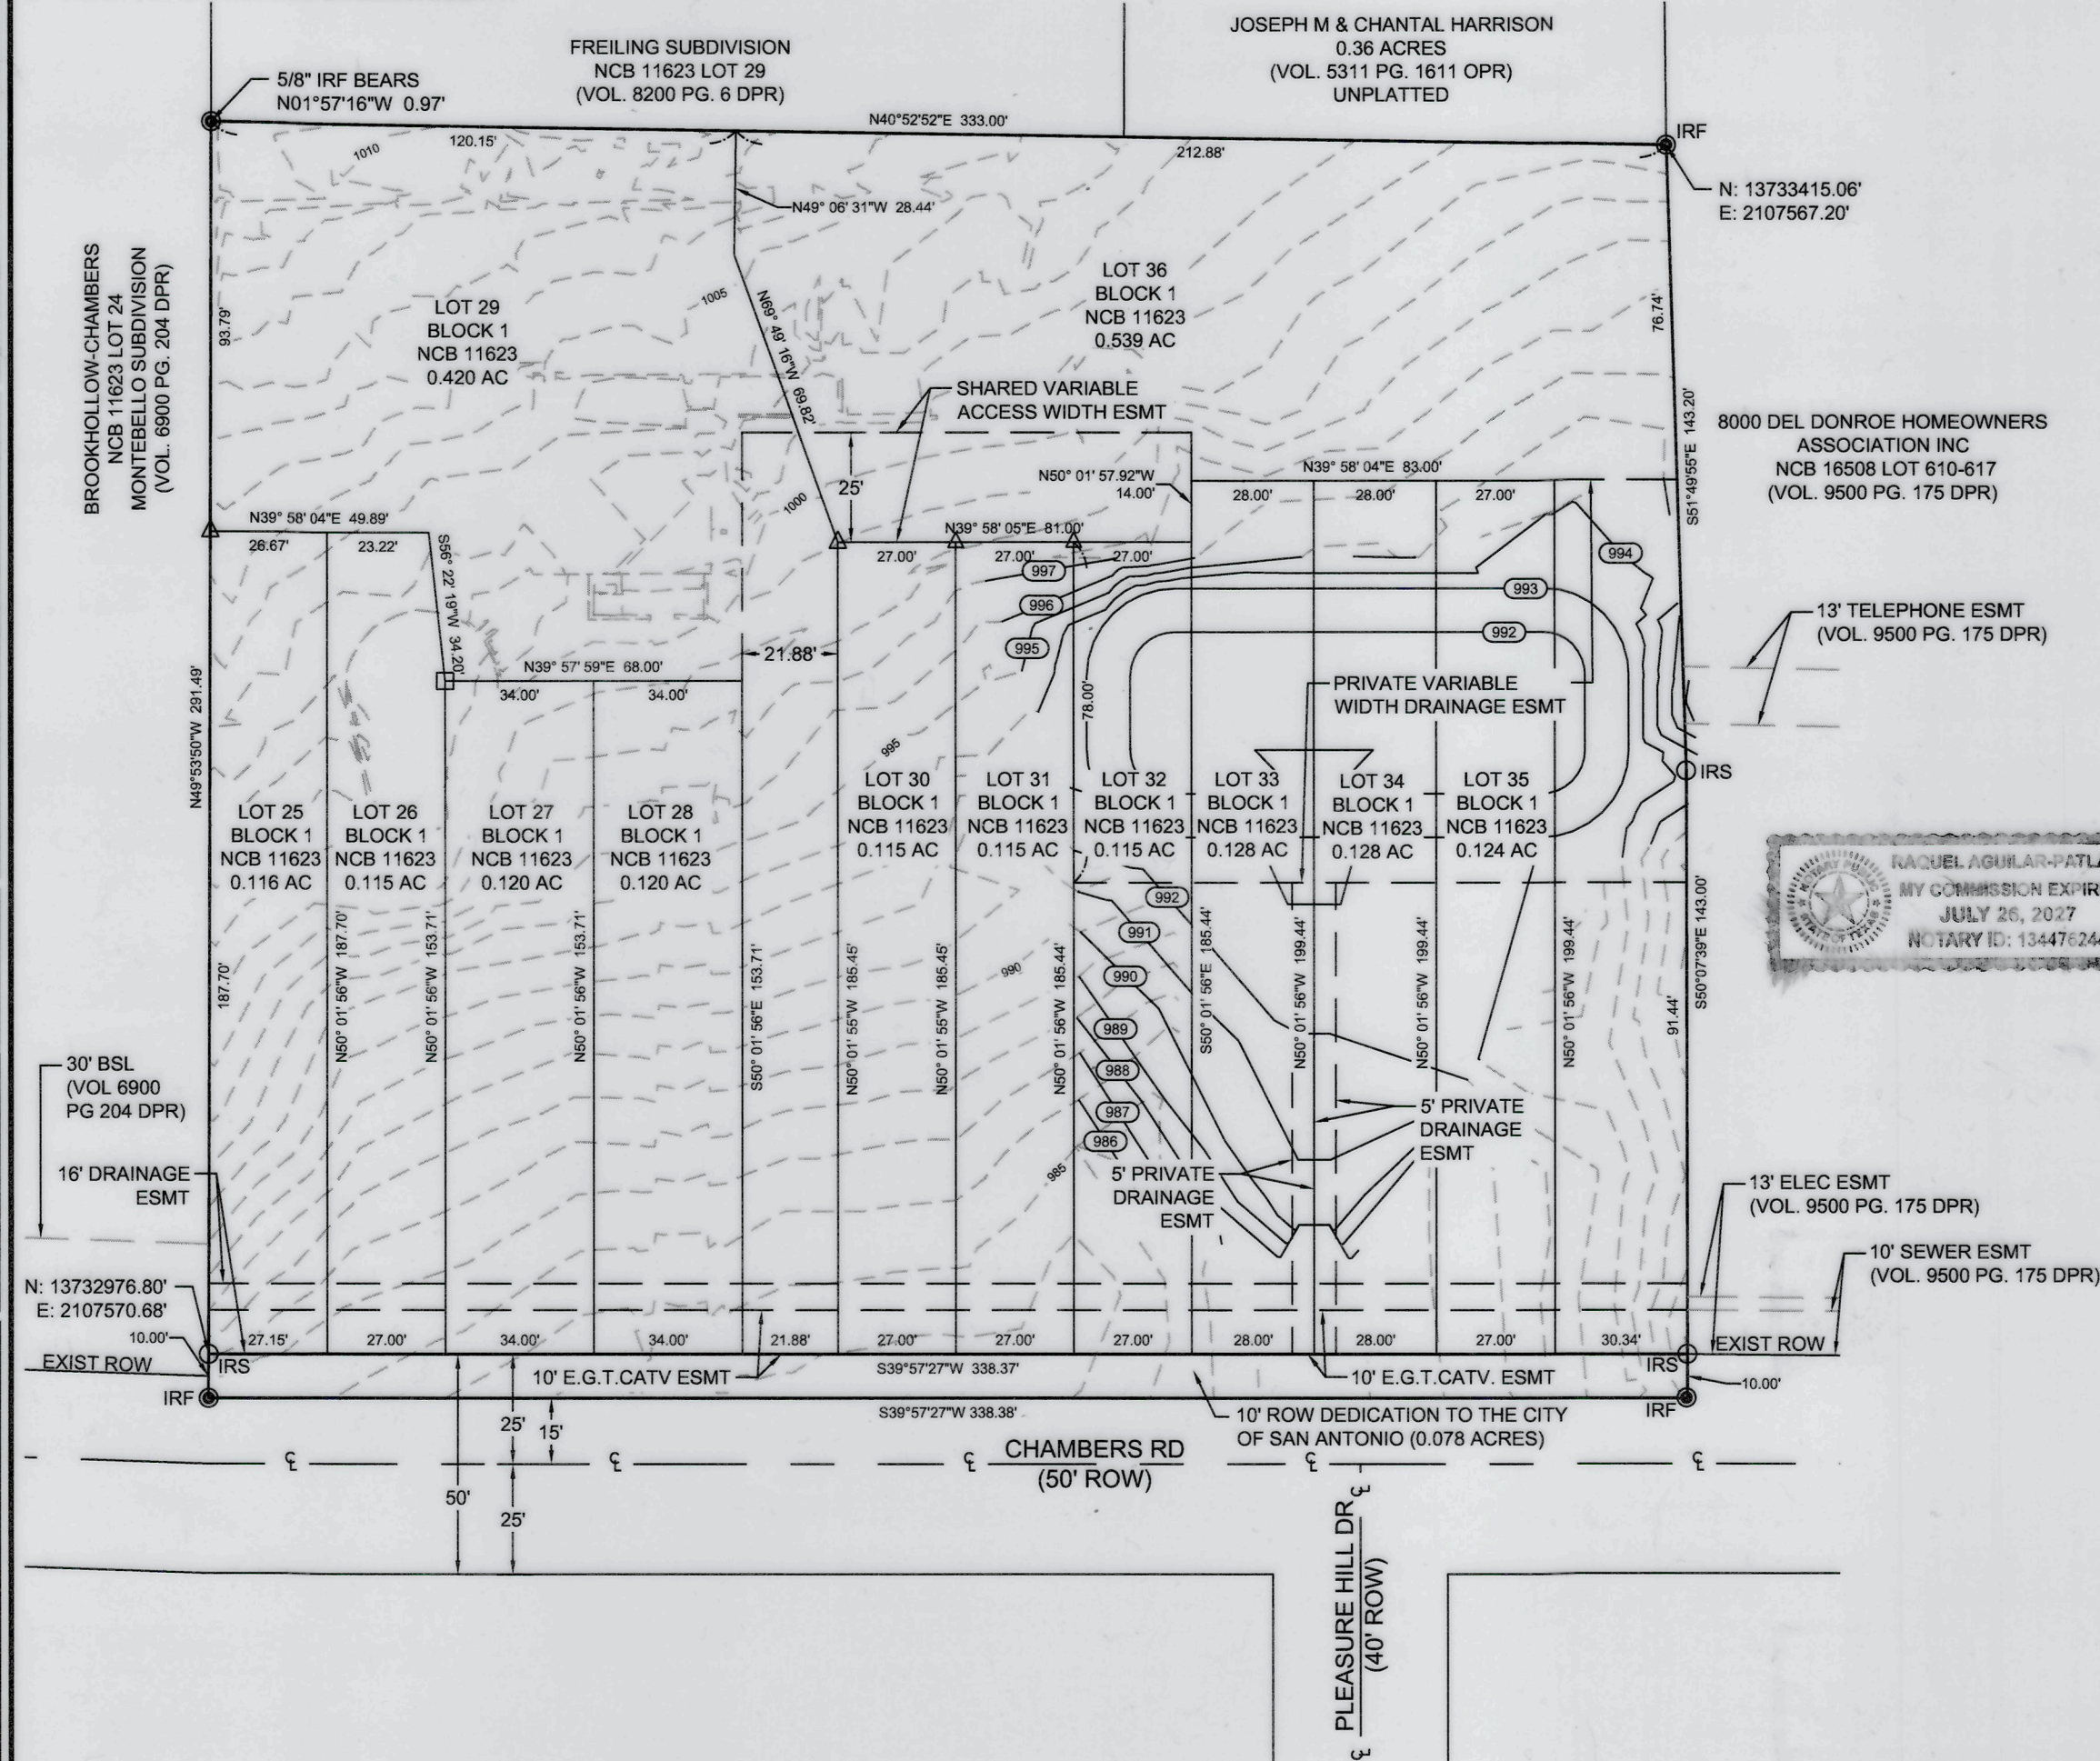 FREILING SUBDIVISION
NCB 11623 LOT 29
(VOL. 8200 PG. 6 DPR)
JOSEPH M & CHANTAL HARRISON
0.36 ACRES
(VOL. 5311 PG. 1611 OPR)
UNPLATTED
5/8" IRF BEARS
N01°57'16"W 0.97'
N40°52'52"E 333.00'
1010
120.15'
212.88'
IRF
N: 13733415.06'
E: 2107567.20'
N49° 06' 31"W 28.44'
BROOKHOLLOW-CHAMBERS
NCB 11623 LOT 24
MONTEBELLO SUBDIVISION
(VOL. 6900 PG. 204 DPR)
93.79'
LOT 29
BLOCK 1
NCB 11623
0.420 AC
1005
N69° 49' 16"W 69.82'
LOT 36
BLOCK 1
NCB 11623
0.539 AC
76.74'
SHARED VARIABLE
ACCESS WIDTH ESMT
S51°49'55"E 143.20'
8000 DEL DONROE HOMEOWNERS
ASSOCIATION INC
NCB 16508 LOT 610-617
(VOL. 9500 PG. 175 DPR)
25'
1000
N50° 01' 57.92"W
14.00'
N39° 58' 04"E 83.00'
28.00'
28.00'
27.00'
N39° 58' 04"E 49.89'
26.67'
23.22'
S56° 22' 19"W 34.20'
N39° 58' 05"E 81.00'
27.00'
27.00'
27.00'
997
996
995
994
993
992
13' TELEPHONE ESMT
(VOL. 9500 PG. 175 DPR)
N39° 57' 59"E 68.00'
34.00'
34.00'
21.88'
78.00'
PRIVATE VARIABLE
WIDTH DRAINAGE ESMT
N49°53'50"W 291.49'
995
IRS
LOT 25
BLOCK 1
NCB 11623
0.116 AC
LOT 26
BLOCK 1
NCB 11623
0.115 AC
LOT 27
BLOCK 1
NCB 11623
0.120 AC
LOT 28
BLOCK 1
NCB 11623
0.120 AC
LOT 30
BLOCK 1
NCB 11623
0.115 AC
LOT 31
BLOCK 1
NCB 11623
0.115 AC
LOT 32
BLOCK 1
NCB 11623
0.115 AC
LOT 33
BLOCK 1
NCB 11623
0.128 AC
LOT 34
BLOCK 1
NCB 11623
0.128 AC
LOT 35
BLOCK 1
NCB 11623
0.124 AC
NOTARY PUBLIC
STATE OF TEXAS
RAQUEL AGUILAR-PATLA
MY COMMISSION EXPIR
JULY 26, 2027
NOTARY ID: 13447624
187.70'
N50° 01' 56"W 187.70'
N50° 01' 56"W 153.71'
N50° 01' 56"W 153.71'
S50° 01' 56"E 153.71'
N50° 01' 55"W 185.45'
N50° 01' 55"W 185.45'
N50° 01' 56"W 185.44'
S50° 01' 56"E 185.44'
N50° 01' 56"W 199.44'
N50° 01' 56"W 199.44'
N50° 01' 56"W 199.44'
91.44'
S50°07'39"E 143.00'
992
991
990
990
989
988
987
986
985
30' BSL
(VOL 6900
PG 204 DPR)
16' DRAINAGE
ESMT
5' PRIVATE
DRAINAGE
ESMT
5' PRIVATE
DRAINAGE
ESMT
13' ELEC ESMT
(VOL. 9500 PG. 175 DPR)
10' SEWER ESMT
(VOL. 9500 PG. 175 DPR)
N: 13732976.80'
E: 2107570.68'
10.00'
EXIST ROW
IRS
IRF
27.15'
27.00'
34.00'
34.00'
21.88'
27.00'
27.00'
27.00'
28.00'
28.00'
27.00'
30.34'
EXIST ROW
IRS
S39°57'27"W 338.37'
10' E.G.T.CATV ESMT
10' E.G.T.CATV. ESMT
10.00'
IRF
S39°57'27"W 338.38'
10' ROW DEDICATION TO THE CITY
OF SAN ANTONIO (0.078 ACRES)
25'
15'
50'
25'
CHAMBERS RD
(50' ROW)
PLEASURE HILL DR
(40' ROW)